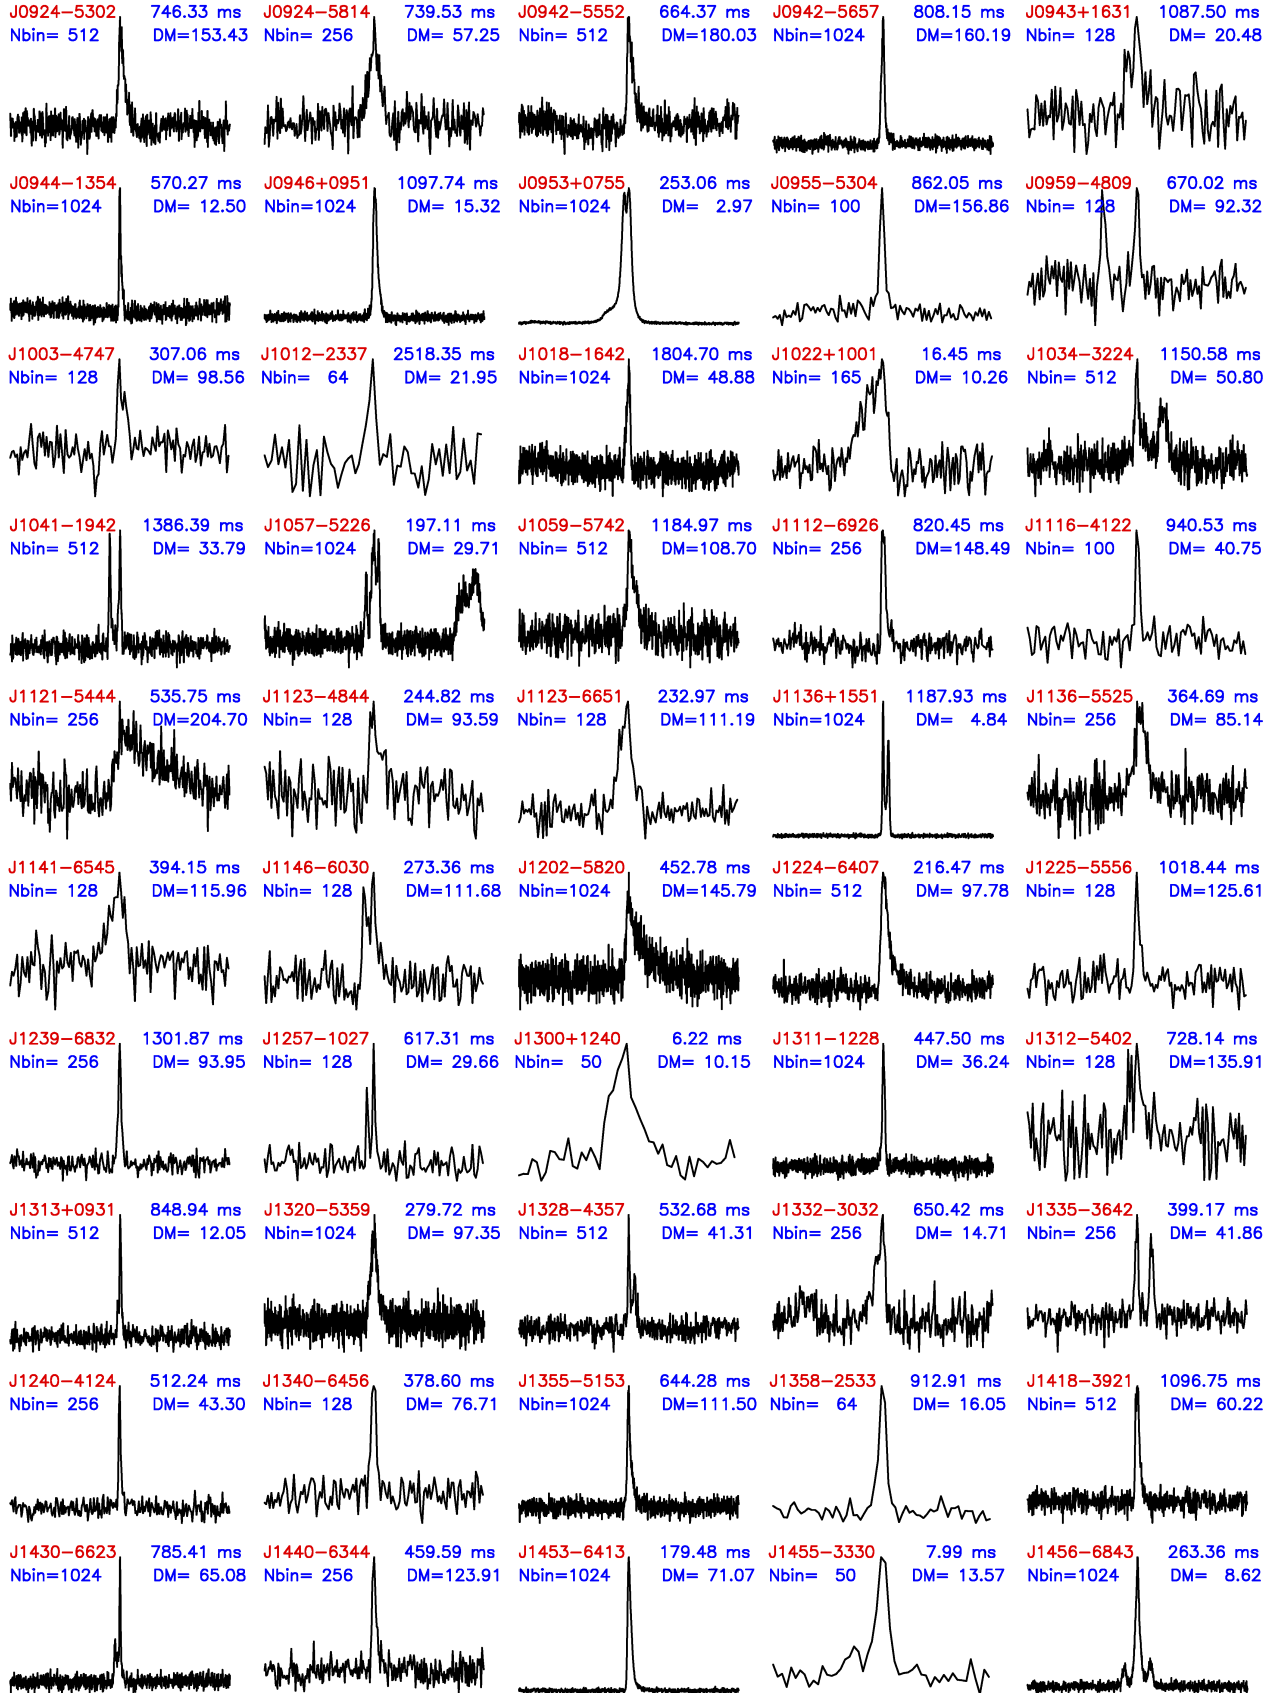 J0924−5302 746.33 ms J0924−5814 739.53 ms J0942−5552 664.37 ms J0942−5657 808.15 ms J0943+1631 1087.50 ms
Nbin= 512 DM=153.43 Nbin= 256 DM= 57.25 Nbin= 512 DM=180.03 Nbin=1024 DM=160.19 Nbin= 128 DM= 20.48
J0944−1354 570.27 ms J0946+0951 1097.74 ms J0953+0755 253.06 ms J0955−5304 862.05 ms J0959−4809 670.02 ms
Nbin=1024 DM= 12.50 Nbin=1024 DM= 15.32 Nbin=1024 DM= 2.97 Nbin= 100 DM=156.86 Nbin= 128 DM= 92.32
J1003−4747 307.06 ms J1012−2337 2518.35 ms J1018−1642 1804.70 ms J1022+1001 16.45 ms J1034−3224 1150.58 ms
Nbin= 128 DM= 98.56 Nbin= 64 DM= 21.95 Nbin=1024 DM= 48.88 Nbin= 165 DM= 10.26 Nbin= 512 DM= 50.80
J1041−1942 1386.39 ms J1057−5226 197.11 ms J1059−5742 1184.97 ms J1112−6926 820.45 ms J1116−4122 940.53 ms
Nbin= 512 DM= 33.79 Nbin=1024 DM= 29.71 Nbin= 512 DM=108.70 Nbin= 256 DM=148.49 Nbin= 100 DM= 40.75
J1121−5444 535.75 ms J1123−4844 244.82 ms J1123−6651 232.97 ms J1136+1551 1187.93 ms J1136−5525 364.69 ms
Nbin= 256 DM=204.70 Nbin= 128 DM= 93.59 Nbin= 128 DM=111.19 Nbin=1024 DM= 4.84 Nbin= 256 DM= 85.14
J1141−6545 394.15 ms J1146−6030 273.36 ms J1202−5820 452.78 ms J1224−6407 216.47 ms J1225−5556 1018.44 ms
Nbin= 128 DM=115.96 Nbin= 128 DM=111.68 Nbin=1024 DM=145.79 Nbin= 512 DM= 97.78 Nbin= 128 DM=125.61
J1239−6832 1301.87 ms J1257−1027 617.31 ms J1300+1240 6.22 ms J1311−1228 447.50 ms J1312−5402 728.14 ms
Nbin= 256 DM= 93.95 Nbin= 128 DM= 29.66 Nbin= 50 DM= 10.15 Nbin=1024 DM= 36.24 Nbin= 128 DM=135.91
J1313+0931 848.94 ms J1320−5359 279.72 ms J1328−4357 532.68 ms J1332−3032 650.42 ms J1335−3642 399.17 ms
Nbin= 512 DM= 12.05 Nbin=1024 DM= 97.35 Nbin= 512 DM= 41.31 Nbin= 256 DM= 14.71 Nbin= 256 DM= 41.86
J1240−4124 512.24 ms J1340−6456 378.60 ms J1355−5153 644.28 ms J1358−2533 912.91 ms J1418−3921 1096.75 ms
Nbin= 256 DM= 43.30 Nbin= 128 DM= 76.71 Nbin=1024 DM=111.50 Nbin= 64 DM= 16.05 Nbin= 512 DM= 60.22
J1430−6623 785.41 ms J1440−6344 459.59 ms J1453−6413 179.48 ms J1455−3330 7.99 ms J1456−6843 263.36 ms
Nbin=1024 DM= 65.08 Nbin= 256 DM=123.91 Nbin=1024 DM= 71.07 Nbin= 50 DM= 13.57 Nbin=1024 DM= 8.62